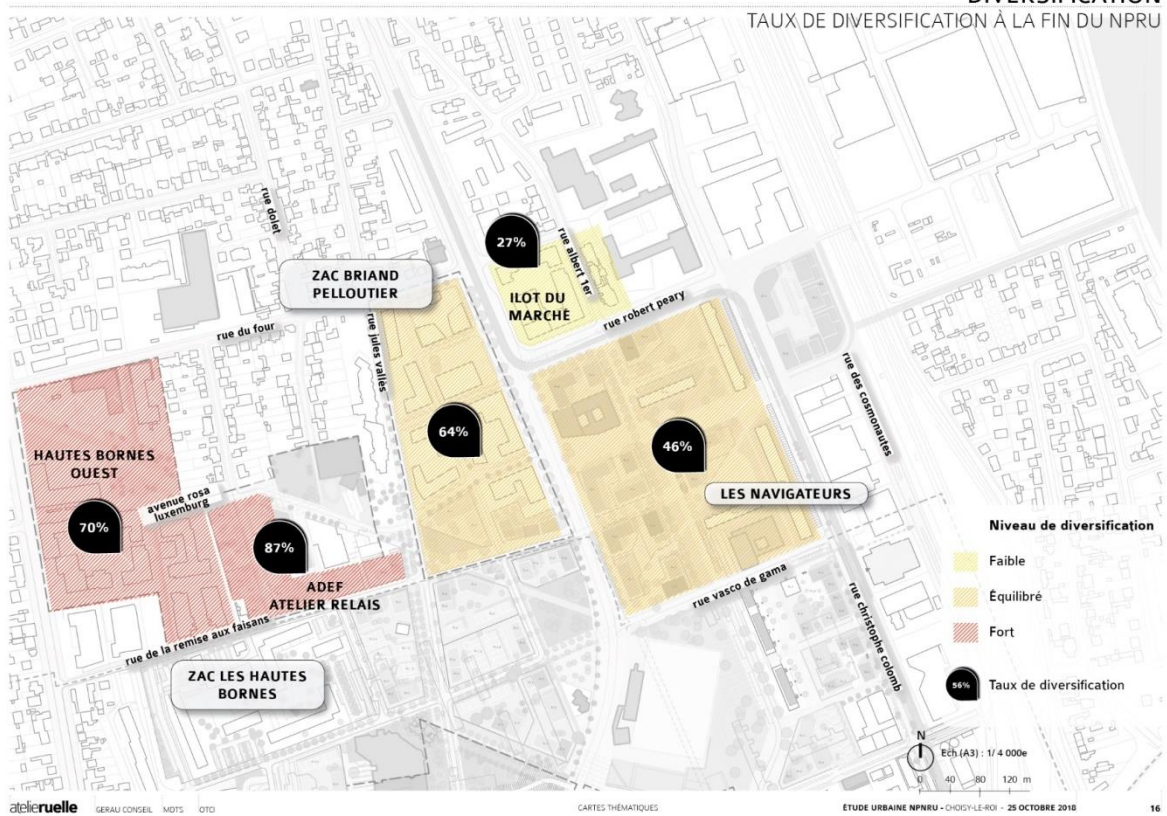 DIVERSIFICATION
TAUX DE DIVERSIFICATION À LA FIN DU NPRU
rue dolet
27%
rue albert 1er
ZAC BRIAND
PELLOUTIER
ILOT DU
MARCHÉ
rue robert peary
rue du four
rue jules vallès
rue des cosmonautes
64%
46%
HAUTES BORNES
OUEST
LES NAVIGATEURS
avenue rosa
luxemburg
70%
87%
ADEF
ATELIER RELAIS
rue vasco de gama
rue de la remise aux faisans
rue christophe colomb
ZAC LES HAUTES
BORNES
Niveau de diversification
Faible
Équilibré
Fort
56% Taux de diversification
N
Ech (A3) : 1/ 4 000e
0 40 80 120 m
atelieruelle GERAU CONSEIL MDTS OTCI CARTES THÉMATIQUES ÉTUDE URBAINE NPNRU - CHOISY-LE-ROI - 25 OCTOBRE 2018 16